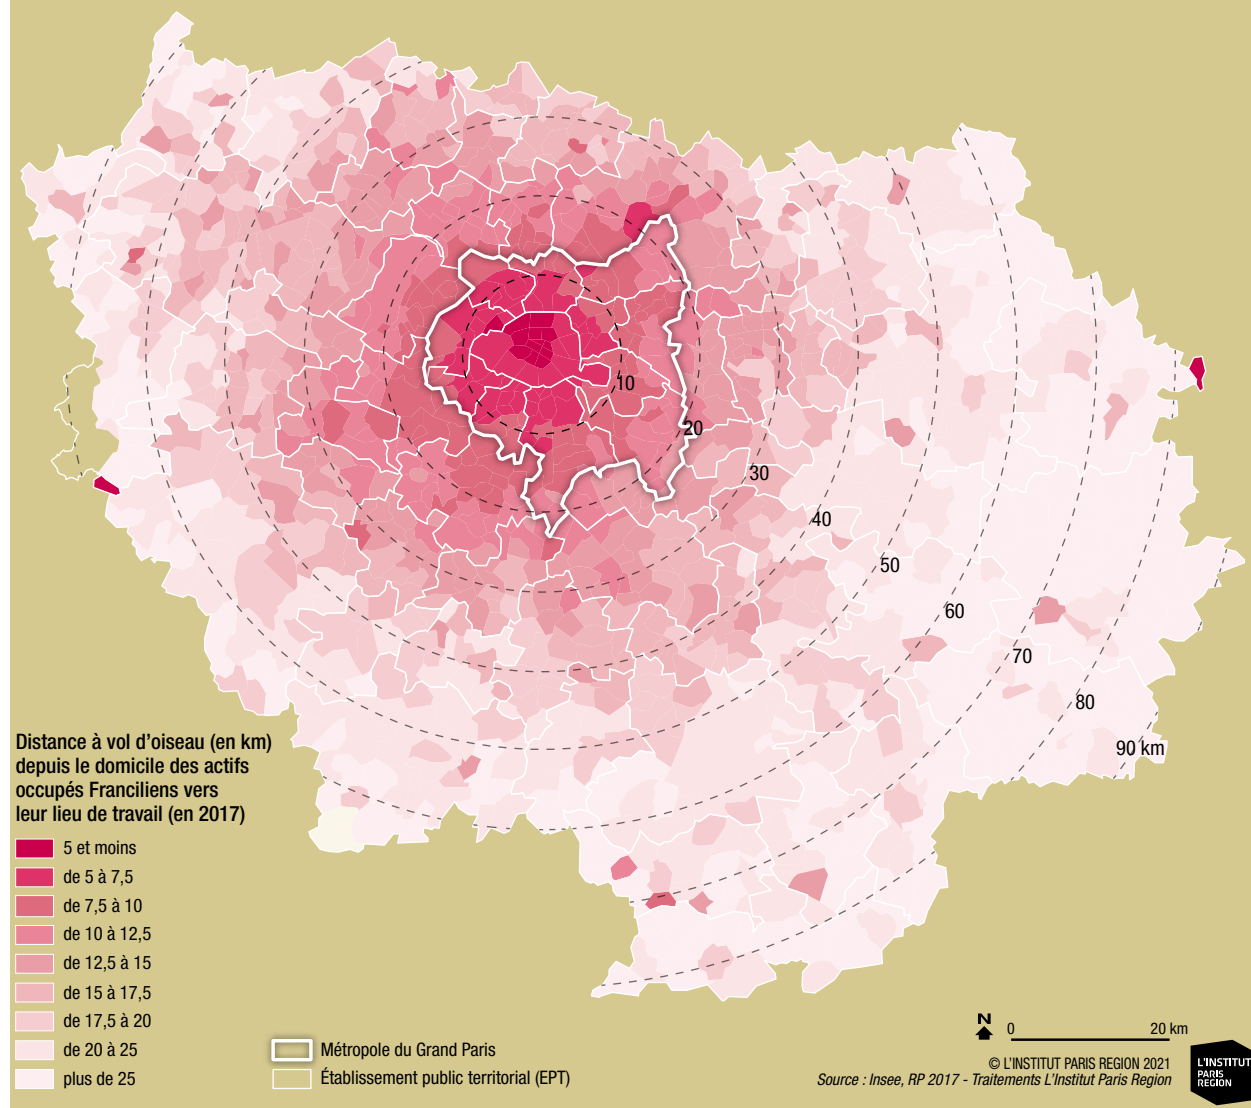 10
20
30
40
50
60
70
80
90 km
Distance à vol d'oiseau (en km)
depuis le domicile des actifs
occupés Franciliens vers
leur lieu de travail (en 2017)
5 et moins
de 5 à 7,5
de 7,5 à 10
de 10 à 12,5
de 12,5 à 15
de 15 à 17,5
de 17,5 à 20
de 20 à 25
plus de 25
Métropole du Grand Paris
Établissement public territorial (EPT)
N
0 20 km
© L'INSTITUT PARIS REGION 2021
Source : Insee, RP 2017 - Traitements L'Institut Paris Region
L'INSTITUT
PARIS
REGION